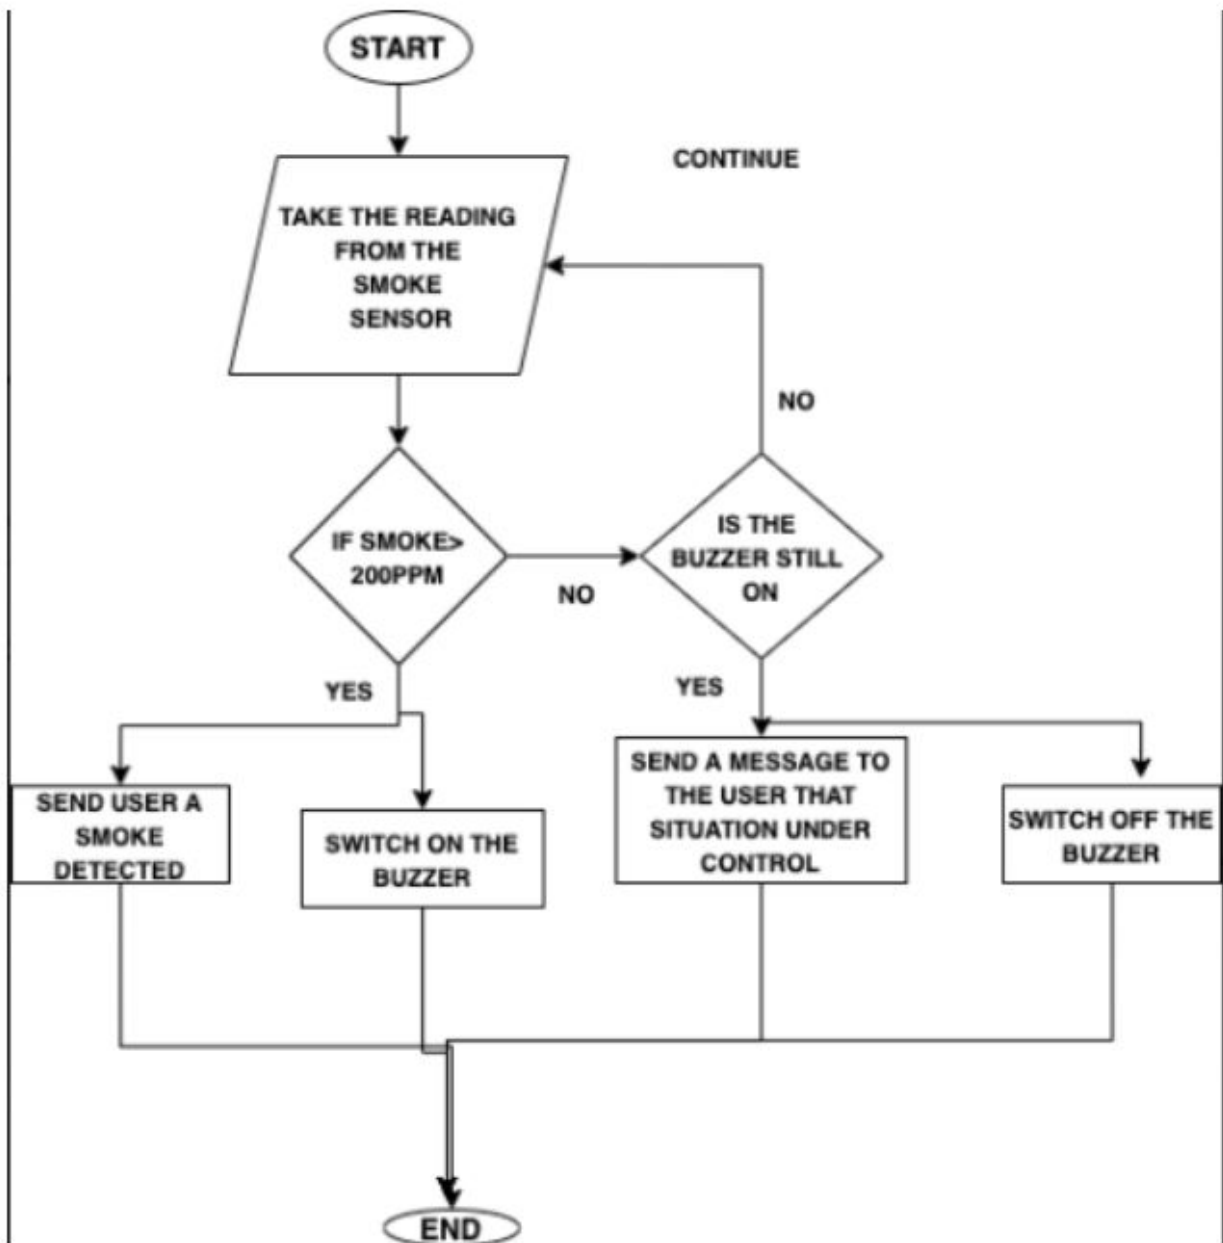 START
CONTINUE
TAKE THE READING
FROM THE
SMOKE
SENSOR
NO
IF SMOKE>
200PPM
NO
IS THE
BUZZER STILL
ON
YES
YES
SEND USER A
SMOKE
DETECTED
SWITCH ON THE
BUZZER
SEND A MESSAGE TO
THE USER THAT
SITUATION UNDER
CONTROL
SWITCH OFF THE
BUZZER
END